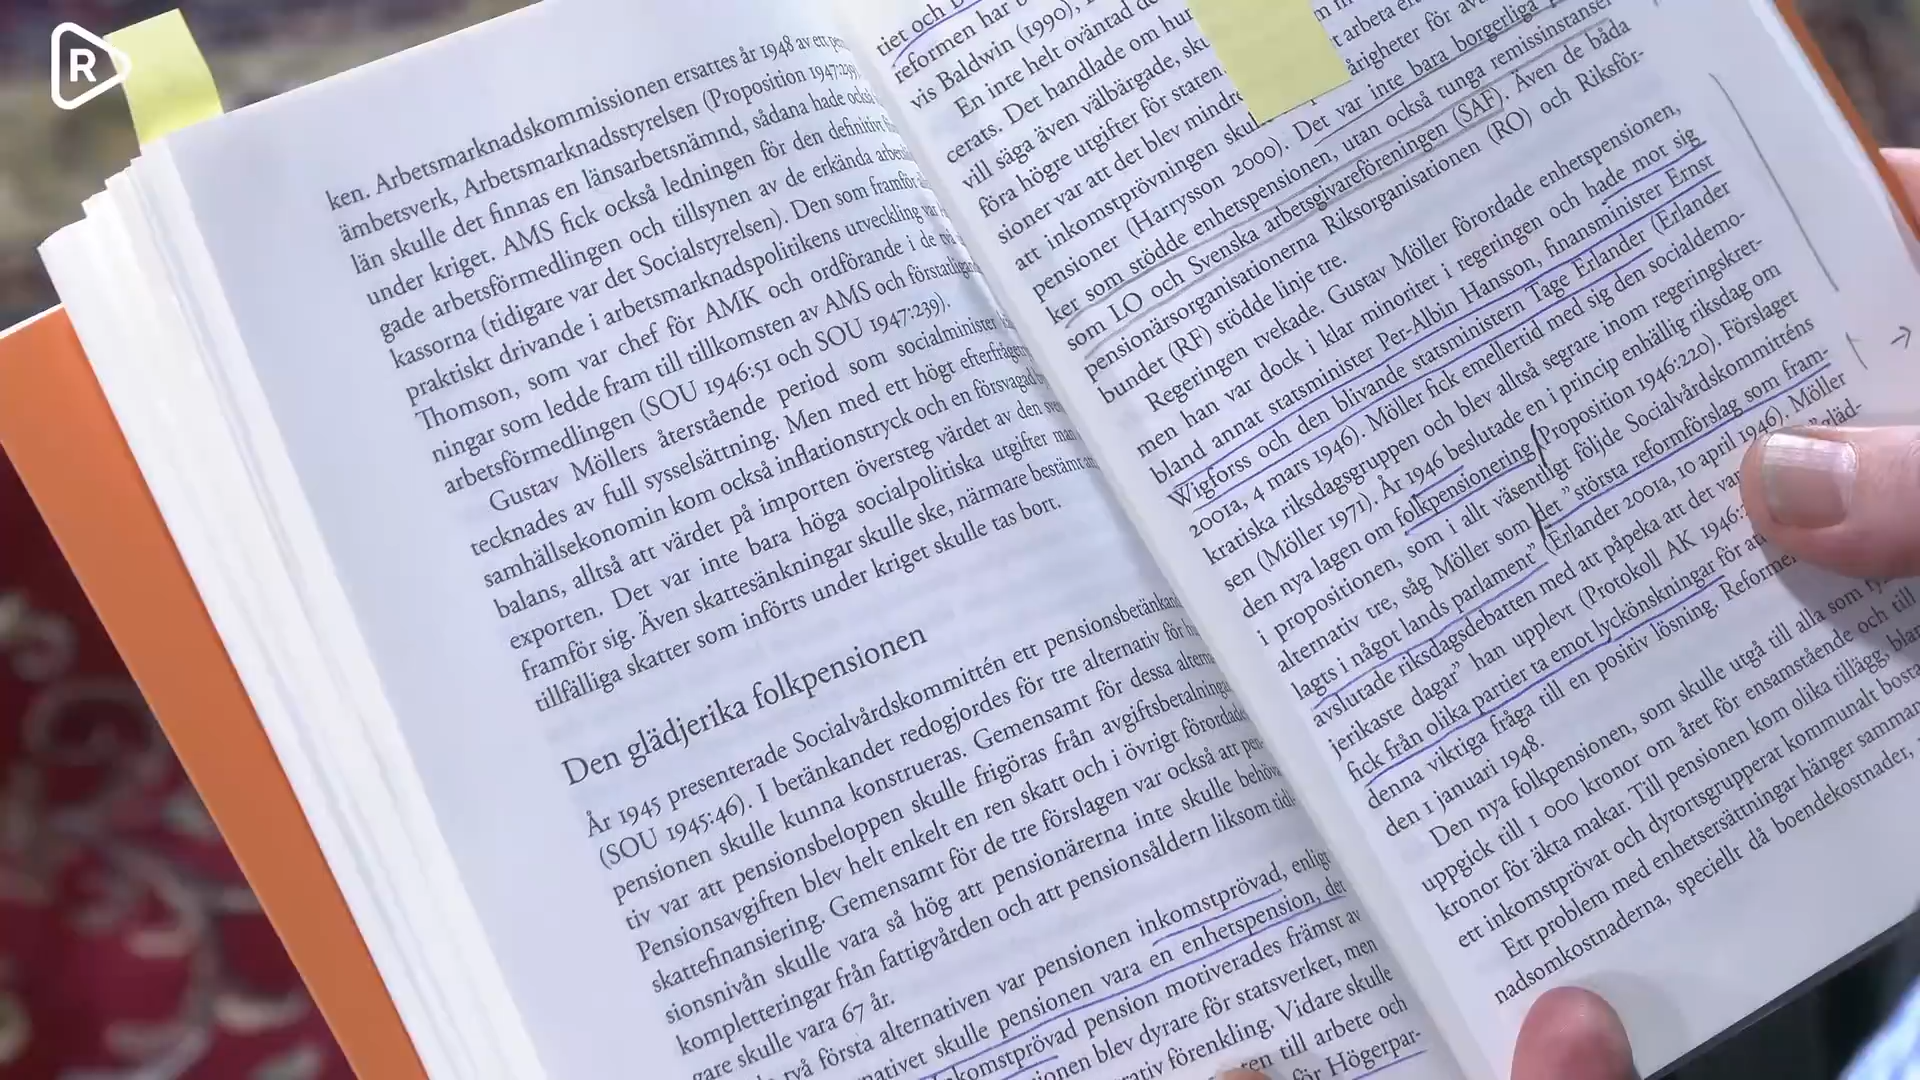 R
ken. Arbetsmarknadskommissionen ersattes år 1948 av ett
ämbetsverk, Arbetsmarknadsstyrelsen (Proposition 1947:239).
län skulle det finnas en länsarbetsnämnd, sådana hade också
under kriget. AMS fick också ledningen för den definitivt
gade arbetsförmedlingen och tillsynen av de erkända
kassorna (tidigare var det Socialstyrelsen). Den som framför
praktiskt drivande i arbetsmarknadspolitikens utveckling var
Thomson, som var chef för AMK och ordförande i de två
ningar som ledde fram till tillkomsten av AMS och
arbetsförmedlingen (SOU 1946:51 och SOU 1947:239).
Gustav Möllers återstående period som socialminister
tecknades av full sysselsättning. Men med ett högt
samhällsekonomin kom också inflationstryck och en försvagad
balans, alltså att värdet på importen översteg värdet av den
exporten. Det var inte bara höga socialpolitiska utgifter man
framför sig. Även skattesänkningar skulle ske, närmare bestämt
tillfälliga skatter som införts under kriget skulle tas bort.
Den glädjerika folkpensionen
År 1945 presenterade Socialvårdskommittén ett
(SOU 1945:46). I betänkandet redogjordes för tre alternativ för
pensionen skulle kunna konstrueras. Gemensamt för dessa
tiv var att pensionsbeloppen skulle frigöras från
Pensionsavgiften blev helt enkelt en ren skatt och i övrigt
skattefinansiering. Gemensamt för de tre förslagen var också att
sionsnivån skulle vara så hög att pensionärerna inte skulle behöva
kompletteringar från fattigvården och att pensionsåldern liksom
gare skulle vara 67 år.
två första alternativen var pensionen inkomstprövad, enligt
skulle pensionen vara en enhetspension, det
pension motiverades främst av
blev dyrare för statsverket, men
förenkling. Vidare skulle
till arbete och
för Högerpar-
tiet och
reformen har
vis Baldwin (1990).
En inte helt oväntad
cerats. Det handlade om hur
vill säga även välbärgade,
föra högre utgifter för staten.
sioner var att det blev mindre
att inkomstprövningen
pensioner (Harrysson 2000). Det var inte bara borgerliga
ker som stödde enhetspensionen, utan också tunga remissinstanser
som LO och Svenska arbetsgivareföreningen (SAF). Även de båda
pensionärsorganisationerna Riksorganisationen (RO) och Riksför-
bundet (RF) stödde linje tre.
Regeringen tvekade. Gustav Möller förordade enhetspensionen,
men han var dock i klar minoritet i regeringen och hade mot sig
bland annat statsminister Per-Albin Hansson, finansminister Ernst
Wigforss och den blivande statsministern Tage Erlander (Erlander
2001a, 4 mars 1946). Möller fick emellertid med sig den socialdemo-
kratiska riksdagsgruppen och blev alltså segrare inom regeringskret-
sen (Möller 1971). År 1946 beslutade en i princip enhällig riksdag om
den nya lagen om folkpensionering (Proposition 1946:220). Förslaget
i propositionen, som i allt väsentligt följde Socialvårdskommitténs
alternativ tre, såg Möller som det ”största reformförslag som fram-
lagts i något lands parlament” (Erlander 2001a, 10 april 1946). Möller
avslutade riksdagsdebatten med att påpeka att det var ”gläd-
jerikaste dagar” han upplevt (Protokoll AK 1946:
fick från olika partier ta emot lyckönskningar för att
denna viktiga fråga till en positiv lösning.
den 1 januari 1948.
Den nya folkpensionen, som skulle utgå till alla som
uppgick till 1 000 kronor om året för ensamstående och till
kronor för äkta makar. Till pensionen kom olika tillägg,
ett inkomstprövat och dyrortsgrupperat kommunalt
Ett problem med enhetsersättningar hänger samman
nadsomkostnaderna, speciellt då boendekostnader,